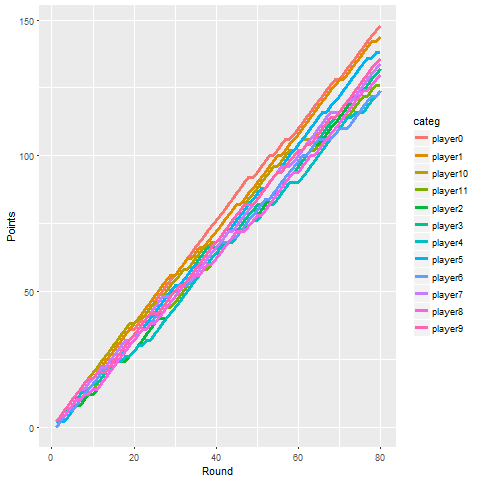 150
100
50
0
0
20
40
60
80
Round
Points
categ
player0
player1
player10
player11
player2
player3
player4
player5
player6
player7
player8
player9